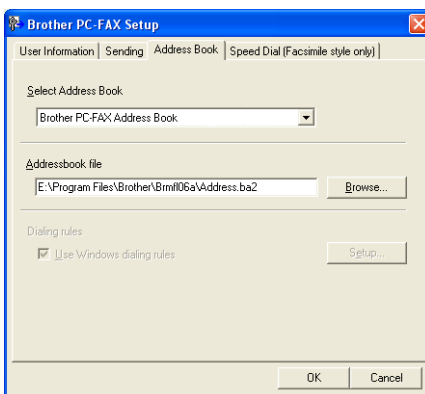 Brother PC-FAX Setup
User Information Sending Address Book Speed Dial (Facsimile style only)
Select Address Book
Brother PC-FAX Address Book
Addressbook file
E:\Program Files\Brother\Brmfl06a\Address.ba2 Browse...
Dialing rules
Use Windows dialing rules Setup...
OK Cancel